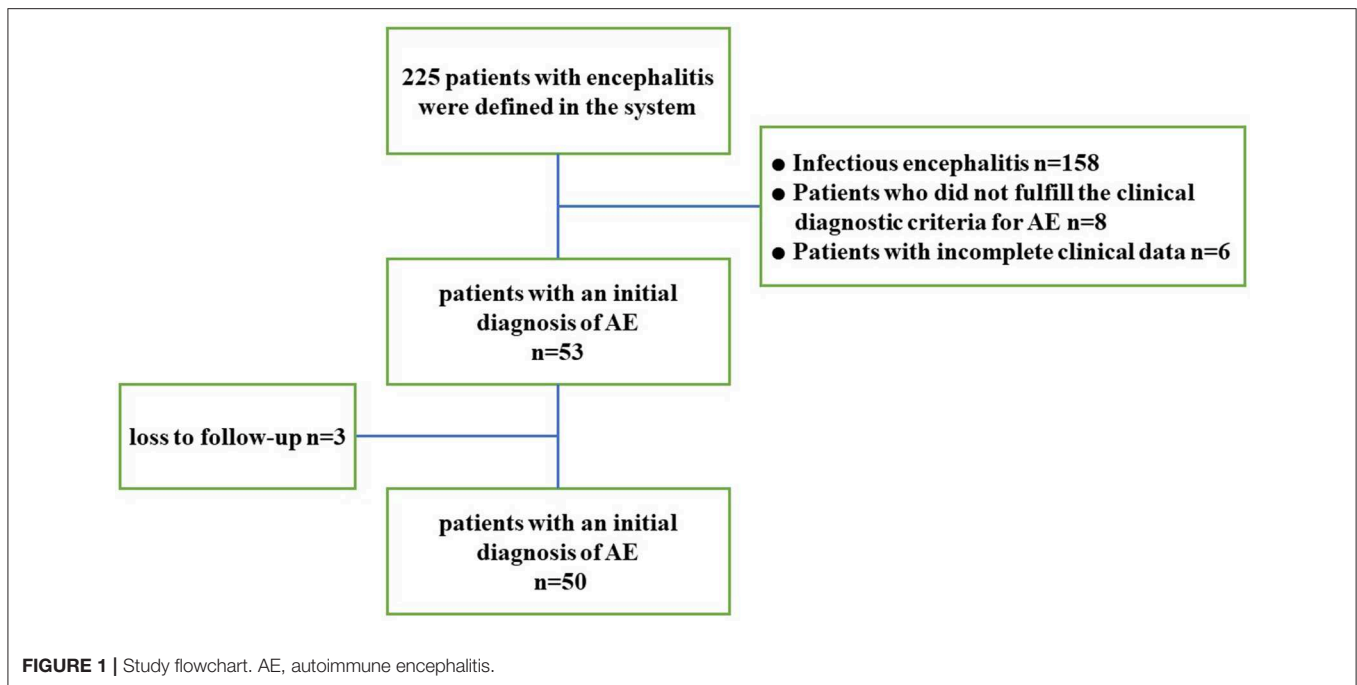 225 patients with encephalitis
were defined in the system
● Infectious encephalitis n=158
● Patients who did not fulfill the clinical
diagnostic criteria for AE n=8
● Patients with incomplete clinical data n=6
patients with an initial
diagnosis of AE
n=53
loss to follow-up n=3
patients with an initial
diagnosis of AE
n=50
FIGURE 1 | Study flowchart. AE, autoimmune encephalitis.